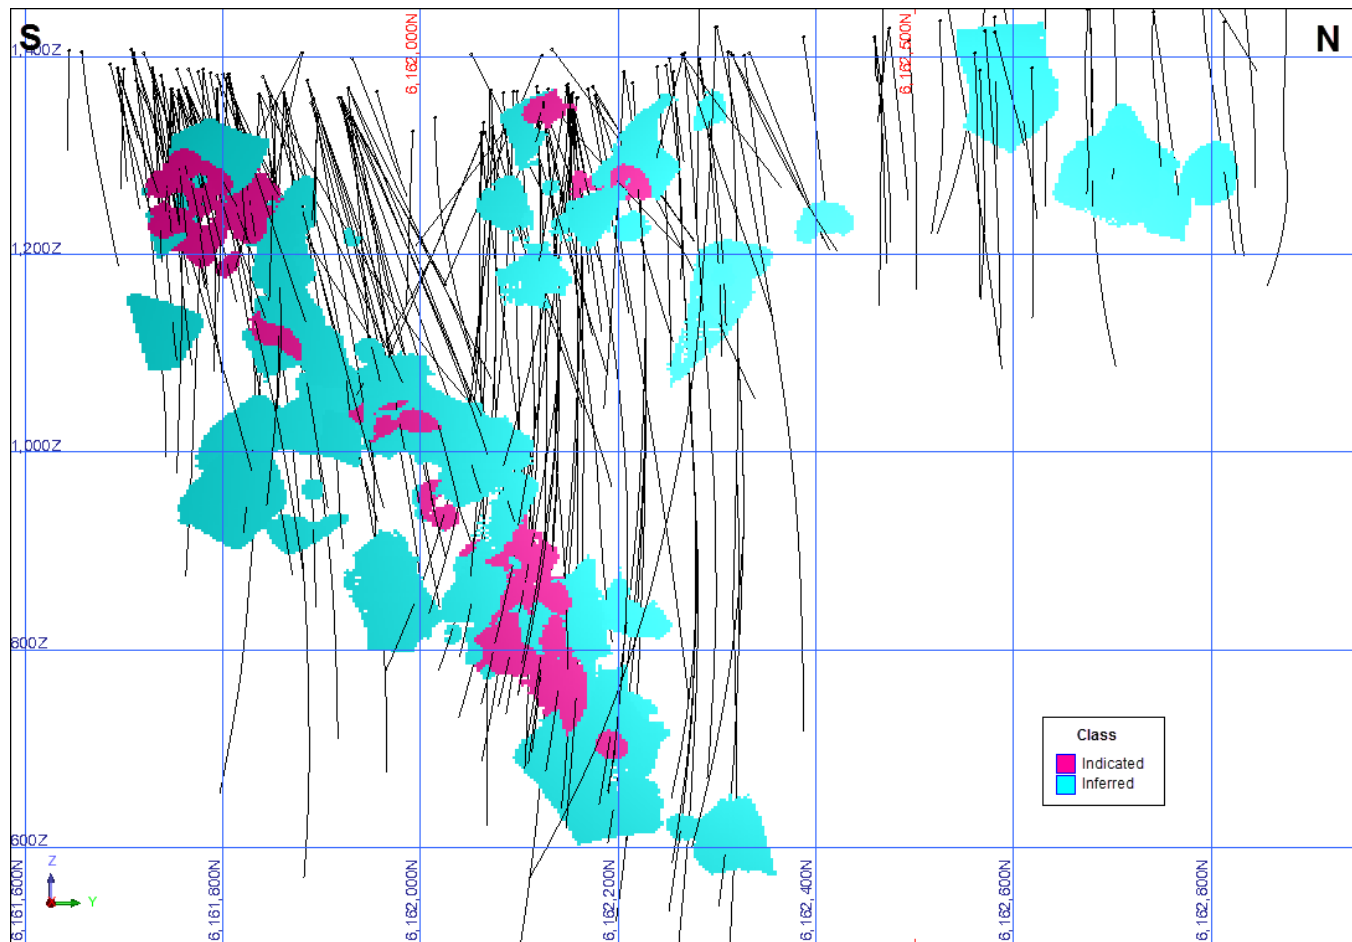 S
N
6,162,000N
6,162,500N
1,400Z
1,200Z
1,000Z
800Z
600Z
Class
Indicated
Inferred
Z
Y
6,161,600N
6,161,800N
6,162,000N
6,162,200N
6,162,400N
6,162,600N
6,162,800N